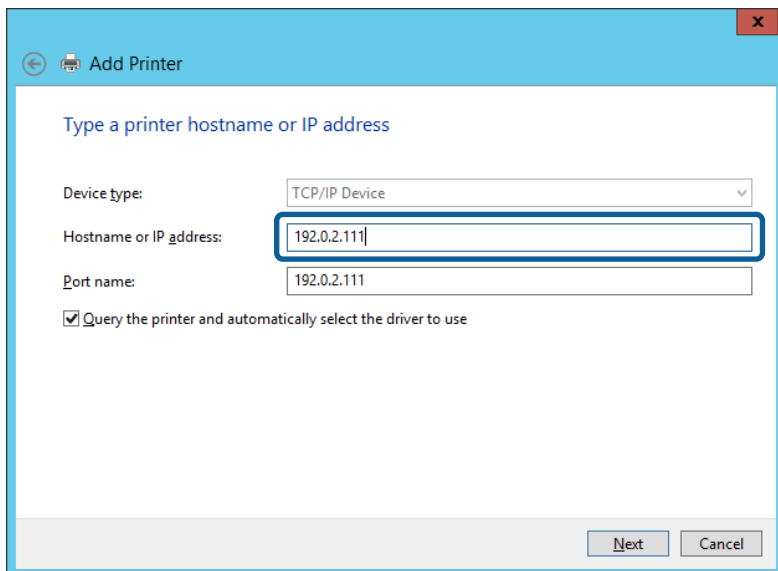 x
Add Printer
Type a printer hostname or IP address
Device type: TCP/IP Device
Hostname or IP address: 192.0.2.111
Port name: 192.0.2.111
Query the printer and automatically select the driver to use
Next Cancel